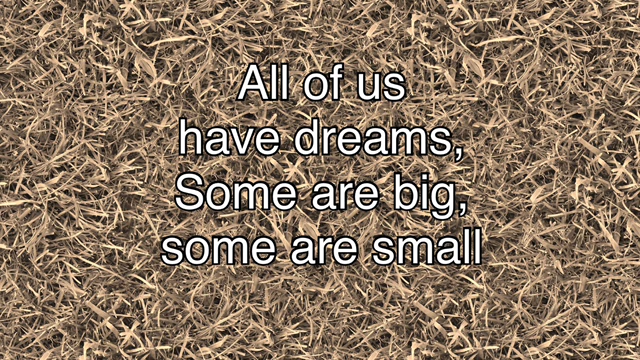 All of us
have dreams,
Some are big,
some are small